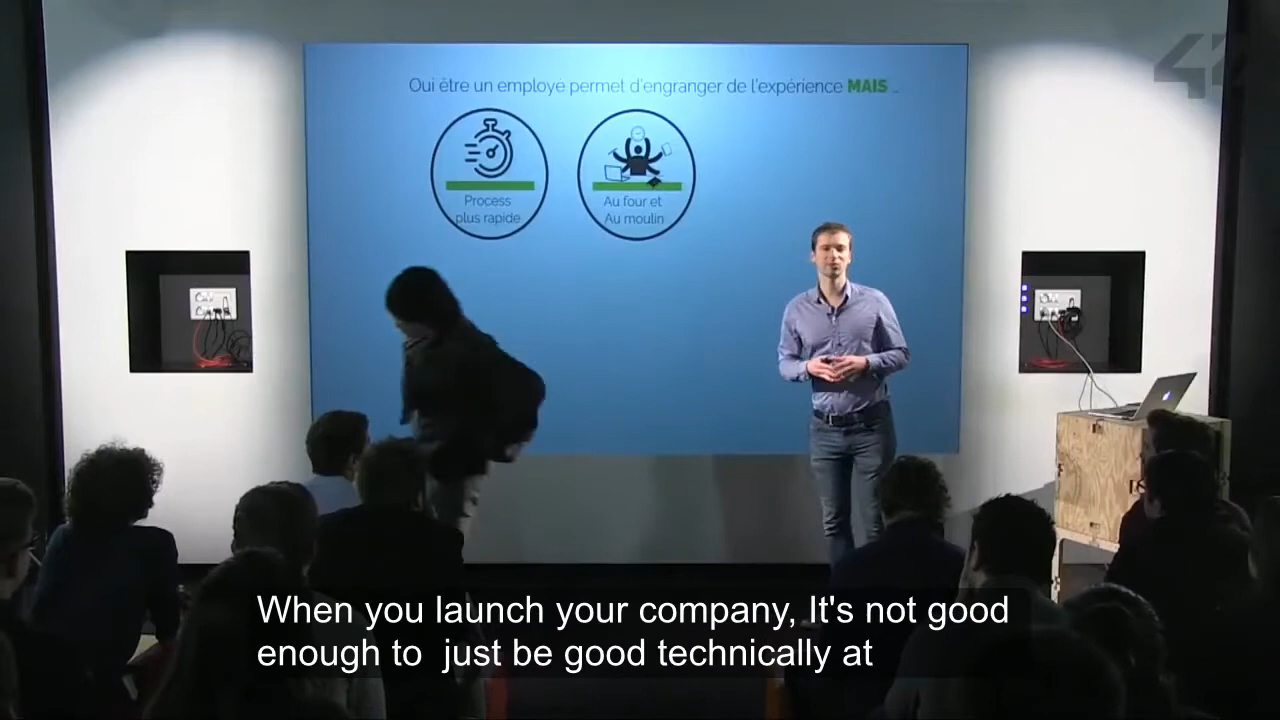 42
Oui être un employé permet d'engranger de l'expérience MAIS ...
Process
plus rapide
Au four et
Au moulin
When you launch your company, It's not good
enough to  just be good technically at